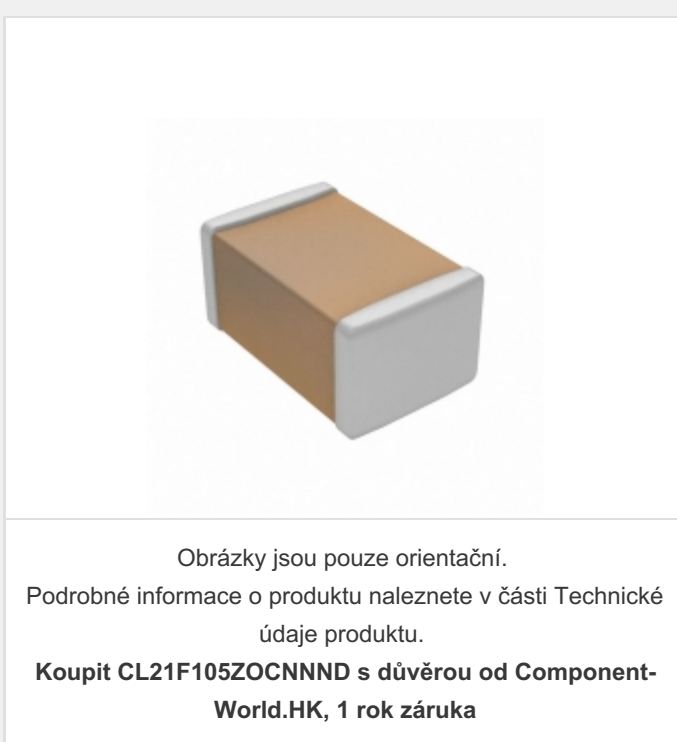 Obrázky jsou pouze orientační.
Podrobné informace o produktu naleznete v části Technické
údaje produktu.
Koupit CL21F105ZOCNNND s důvěrou od Component-
World.HK, 1 rok záruka